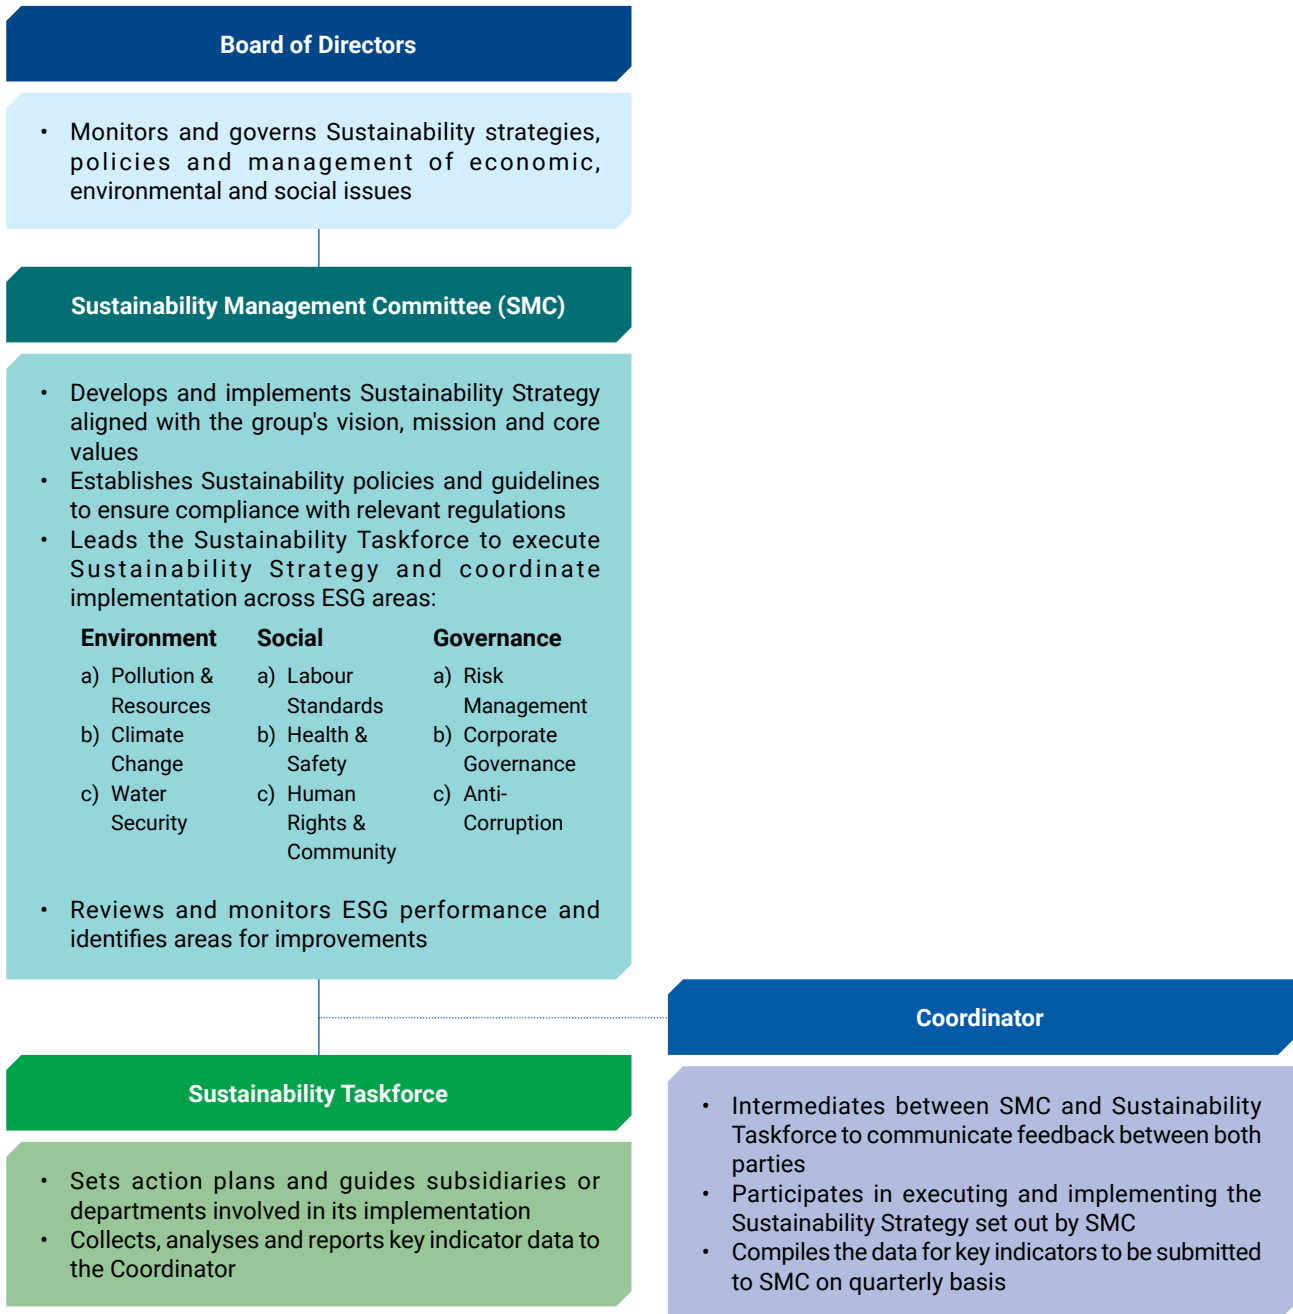 Board of Directors
• Monitors and governs Sustainability strategies,
policies and management of economic,
environmental and social issues
Sustainability Management Committee (SMC)
• Develops and implements Sustainability Strategy
aligned with the group's vision, mission and core
values
• Establishes Sustainability policies and guidelines
to ensure compliance with relevant regulations
• Leads the Sustainability Taskforce to execute
Sustainability Strategy and coordinate
implementation across ESG areas:
Environment
a) Pollution &
Resources
b) Climate
Change
c) Water
Security
Social
a) Labour
Standards
b) Health &
Safety
c) Human
Rights &
Community
Governance
a) Risk
Management
b) Corporate
Governance
c) Anti-
Corruption
• Reviews and monitors ESG performance and
identifies areas for improvements
Sustainability Taskforce
• Sets action plans and guides subsidiaries or
departments involved in its implementation
• Collects, analyses and reports key indicator data to
the Coordinator
Coordinator
• Intermediates between SMC and Sustainability
Taskforce to communicate feedback between both
parties
• Participates in executing and implementing the
Sustainability Strategy set out by SMC
• Compiles the data for key indicators to be submitted
to SMC on quarterly basis